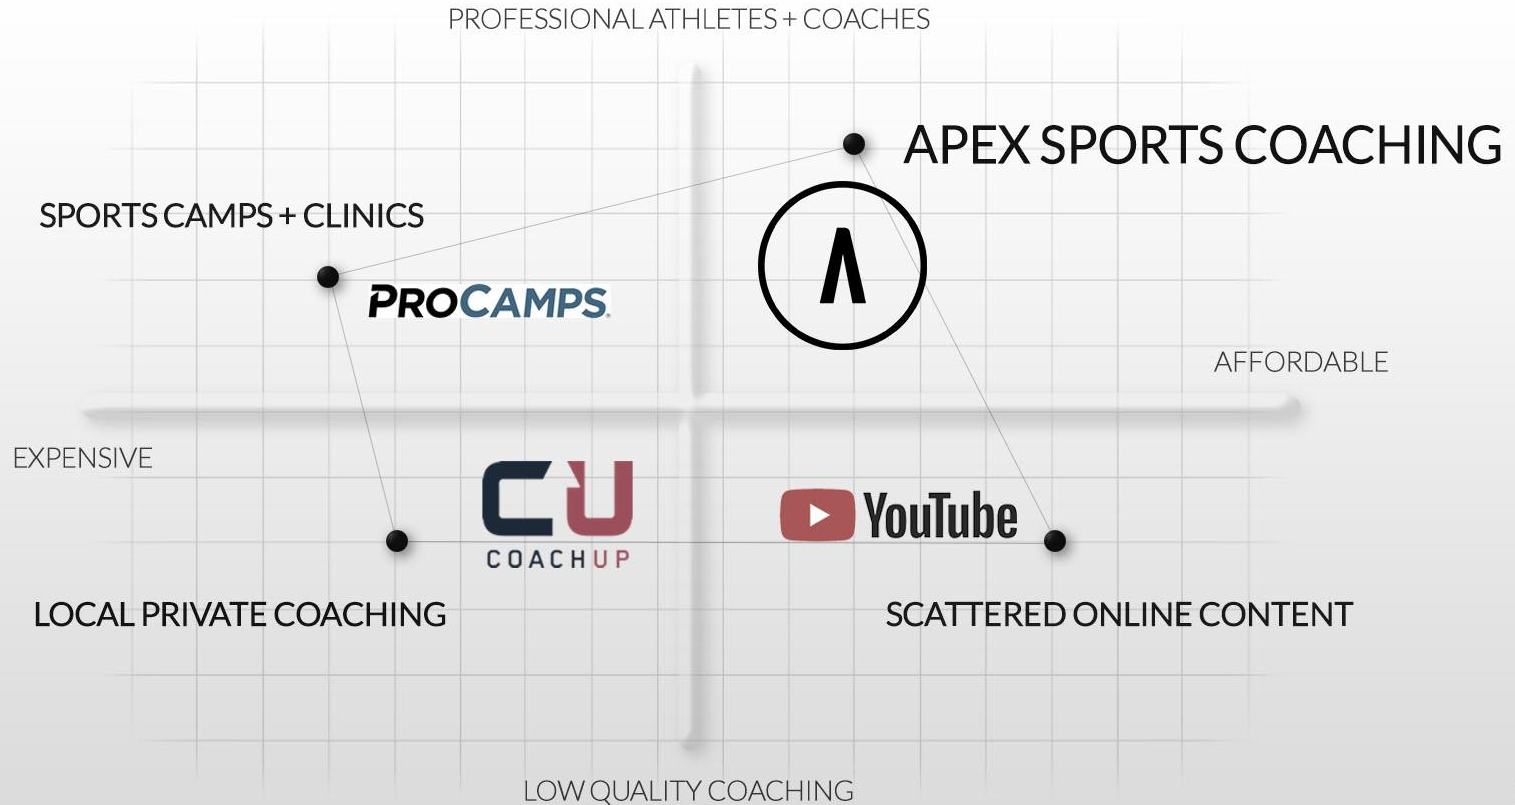 PROFESSIONAL ATHLETES + COACHES
APEX SPORTS COACHING
SPORTS CAMPS + CLINICS
PROCAMPS
AFFORDABLE
EXPENSIVE
CU
COACHUP
YouTube
LOCAL PRIVATE COACHING
SCATTERED ONLINE CONTENT
LOW QUALITY COACHING